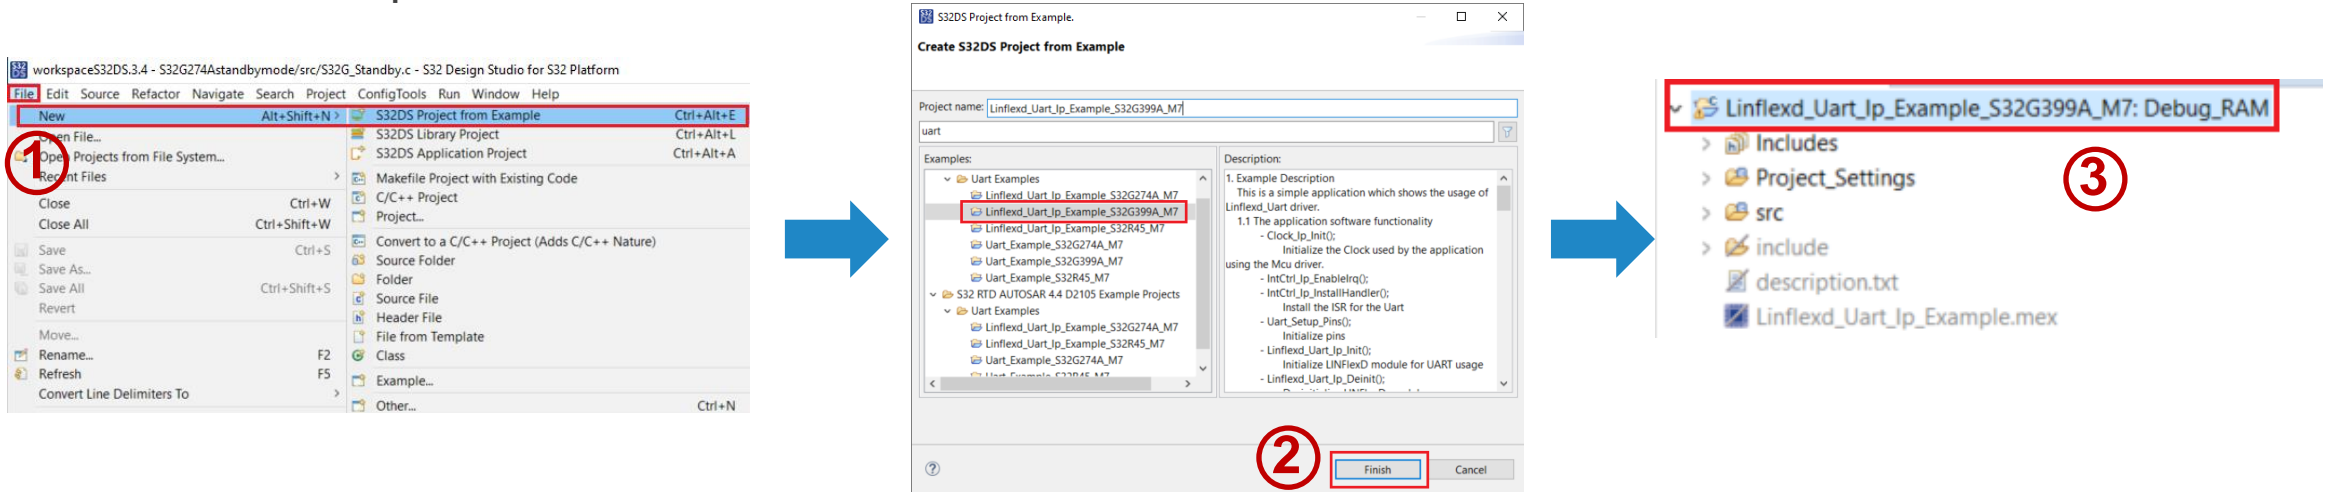 workspaceS32DS.3.4 - S32G274Astandbymode/src/S32G_Standby.c - S32 Design Studio for S32 Platform
File Edit Source Refactor Navigate Search Project ConfigTools Run Window Help
New Alt+Shift+N >
Open File...
Open Projects from File System...
Recent Files >
Close Ctrl+W
Close All Ctrl+Shift+W
Save Ctrl+S
Save As...
Save All Ctrl+Shift+S
Revert
Move...
Rename... F2
Refresh F5
Convert Line Delimiters To >
S32DS Project from Example Ctrl+Alt+E
S32DS Library Project Ctrl+Alt+L
S32DS Application Project Ctrl+Alt+A
Makefile Project with Existing Code
C/C++ Project
Project...
Convert to a C/C++ Project (Adds C/C++ Nature)
Source Folder
Folder
Source File
Header File
File from Template
Class
Example...
Other... Ctrl+N
1
S32DS Project from Example.
Create S32DS Project from Example
Project name: Linflexd_Uart_Ip_Example_S32G399A_M7
uart
Examples:
Uart Examples
Linflexd_Uart_Ip_Example_S32G274A_M7
Linflexd_Uart_Ip_Example_S32G399A_M7
Linflexd_Uart_Ip_Example_S32R45_M7
Uart_Example_S32G274A_M7
Uart_Example_S32G399A_M7
Uart_Example_S32R45_M7
S32 RTD AUTOSAR 4.4 D2105 Example Projects
Uart Examples
Linflexd_Uart_Ip_Example_S32G274A_M7
Linflexd_Uart_Ip_Example_S32R45_M7
Uart_Example_S32G274A_M7
Uart_Example_S32R45_M7
Description:
1. Example Description
This is a simple application which shows the usage of
Linflexd_Uart driver.
1.1 The application software functionality
- Clock_Ip_Init();
Initialize the Clock used by the application
using the Mcu driver.
- IntCtrl_Ip_EnableIrq();
- IntCtrl_Ip_InstallHandler();
Install the ISR for the Uart
- Uart_Setup_Pins();
Initialize pins
- Linflexd_Uart_Ip_Init();
Initialize LINFlexD module for UART usage
- Linflexd_Uart_Ip_Deinit();
2
Finish Cancel
Linflexd_Uart_Ip_Example_S32G399A_M7: Debug_RAM
Includes
Project_Settings
src
include
description.txt
Linflexd_Uart_Ip_Example.mex
3